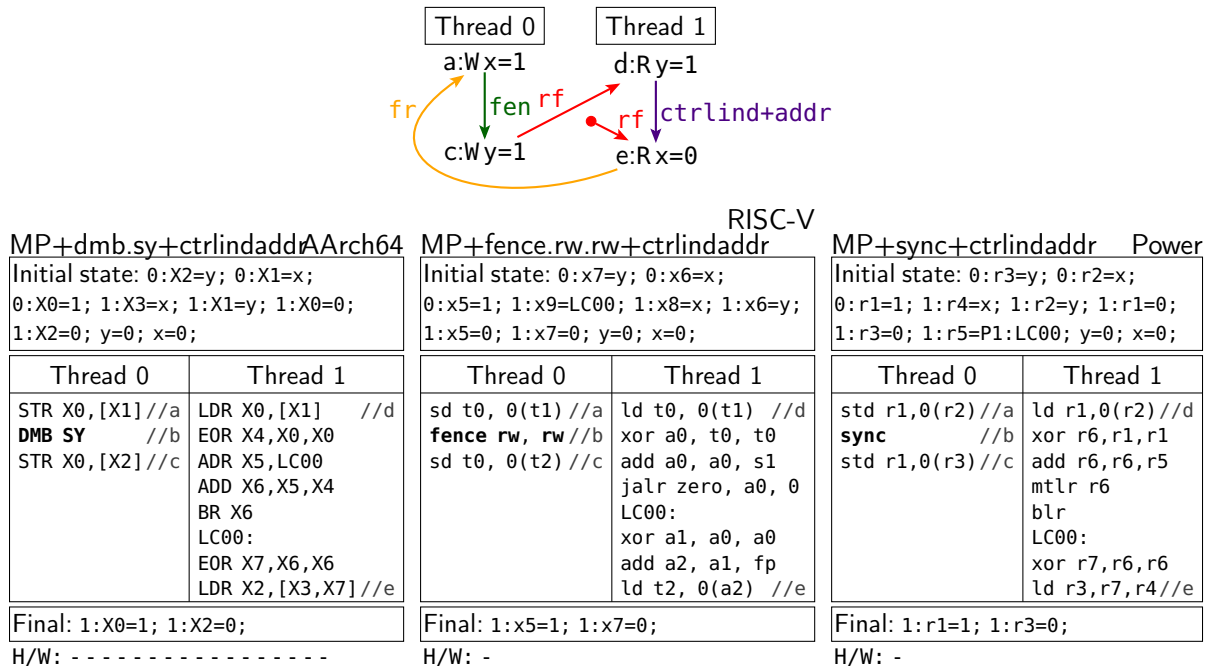 Thread 0 Thread 1
a:W x=1 d:R y=1
fr fen rf rf ctrlind+addr
c:W y=1 e:R x=0
MP+dmb.sy+ctrlindaddr AArch64
Initial state: 0:X2=y; 0:X1=x;
0:X0=1; 1:X3=x; 1:X1=y; 1:X0=0;
1:X2=0; y=0; x=0;
Thread 0 Thread 1
STR X0,[X1]//a LDR X0,[X1] //d
DMB SY //b EOR X4,X0,X0
STR X0,[X2]//c ADR X5,LC00
ADD X6,X5,X4
BR X6
LC00:
EOR X7,X6,X6
LDR X2,[X3,X7]//e
Final: 1:X0=1; 1:X2=0;
H/W: - - - - - - - - - - - - - - - - -
RISC-V
MP+fence.rw.rw+ctrlindaddr
Initial state: 0:x7=y; 0:x6=x;
0:x5=1; 1:x9=LC00; 1:x8=x; 1:x6=y;
1:x5=0; 1:x7=0; y=0; x=0;
Thread 0 Thread 1
sd t0, 0(t1) //a ld t0, 0(t1) //d
fence rw, rw //b xor a0, t0, t0
sd t0, 0(t2) //c add a0, a0, s1
jalr zero, a0, 0
LC00:
xor a1, a0, a0
add a2, a1, fp
ld t2, 0(a2) //e
Final: 1:x5=1; 1:x7=0;
H/W: -
MP+sync+ctrlindaddr Power
Initial state: 0:r3=y; 0:r2=x;
0:r1=1; 1:r4=x; 1:r2=y; 1:r1=0;
1:r3=0; 1:r5=P1:LC00; y=0; x=0;
Thread 0 Thread 1
std r1,0(r2)//a ld r1,0(r2)//d
sync //b xor r6,r1,r1
std r1,0(r3)//c add r6,r6,r5
mtlr r6
blr
LC00:
xor r7,r6,r6
ld r3,r7,r4//e
Final: 1:r1=1; 1:r3=0;
H/W: -